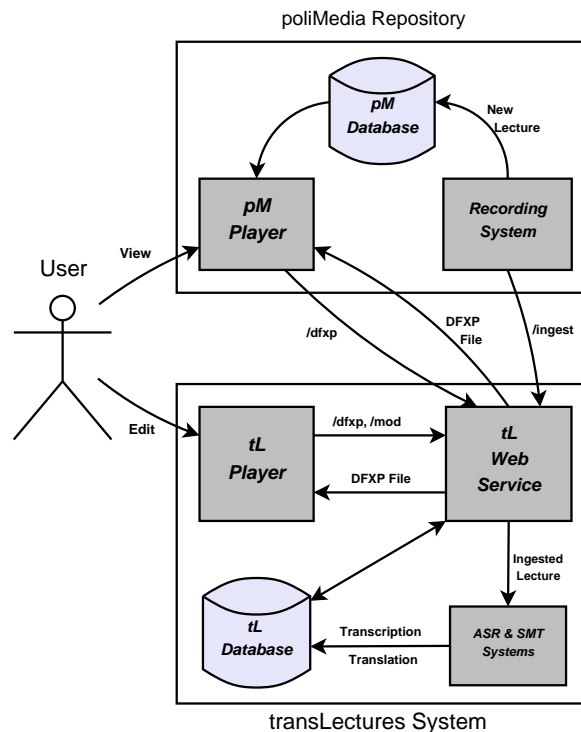 poliMedia Repository
pM
Database
New
Lecture
pM
Player
Recording
System
View
User
/dfxp
DFXP
File
/ingest
Edit
tL
Player
/dfxp, /mod
DFXP File
tL
Web
Service
Ingested
Lecture
tL
Database
Transcription
Translation
ASR & SMT
Systems
transLectures System